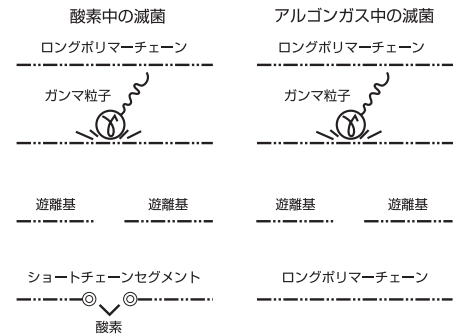 酸素中の滅菌
ロングポリマーチェーン
ガンマ粒子
遊離基
遊離基
ショートチェーンセグメント
酸素
アルゴンガス中の滅菌
ロングポリマーチェーン
ガンマ粒子
遊離基
遊離基
ロングポリマーチェーン